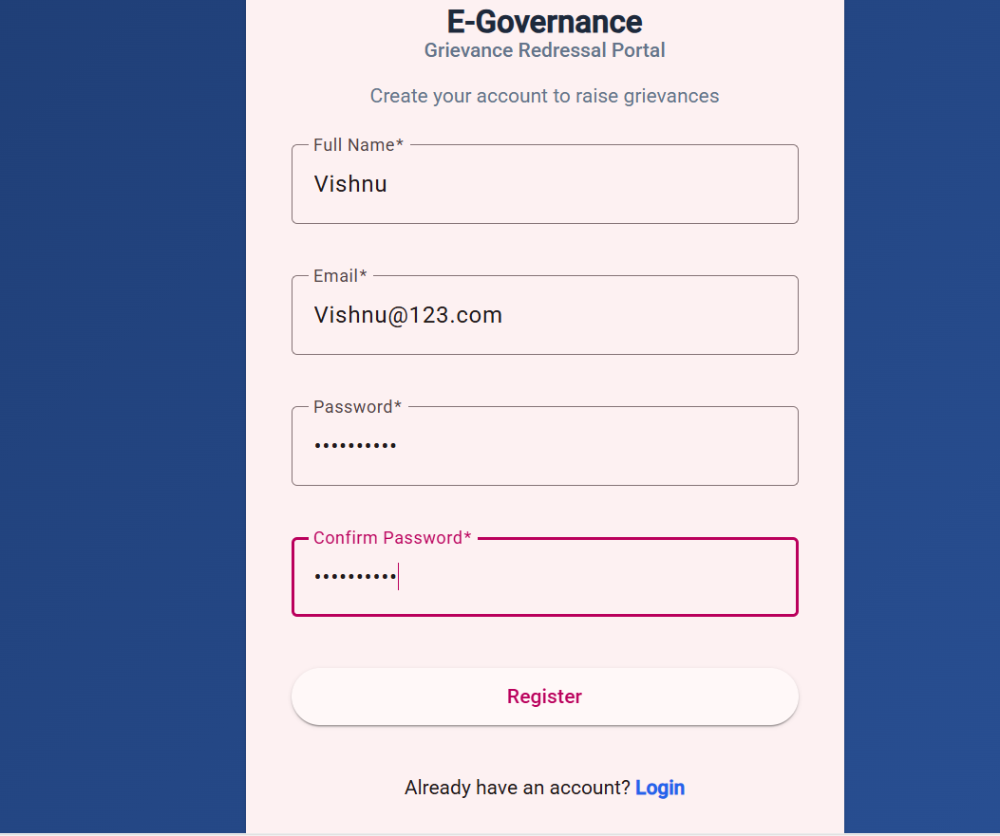 E-Governance
Grievance Redressal Portal
Create your account to raise grievances
Full Name*
Vishnu
Email*
Vishnu@123.com
Password*
••••••••••
Confirm Password*
••••••••••
Register
Already have an account? Login